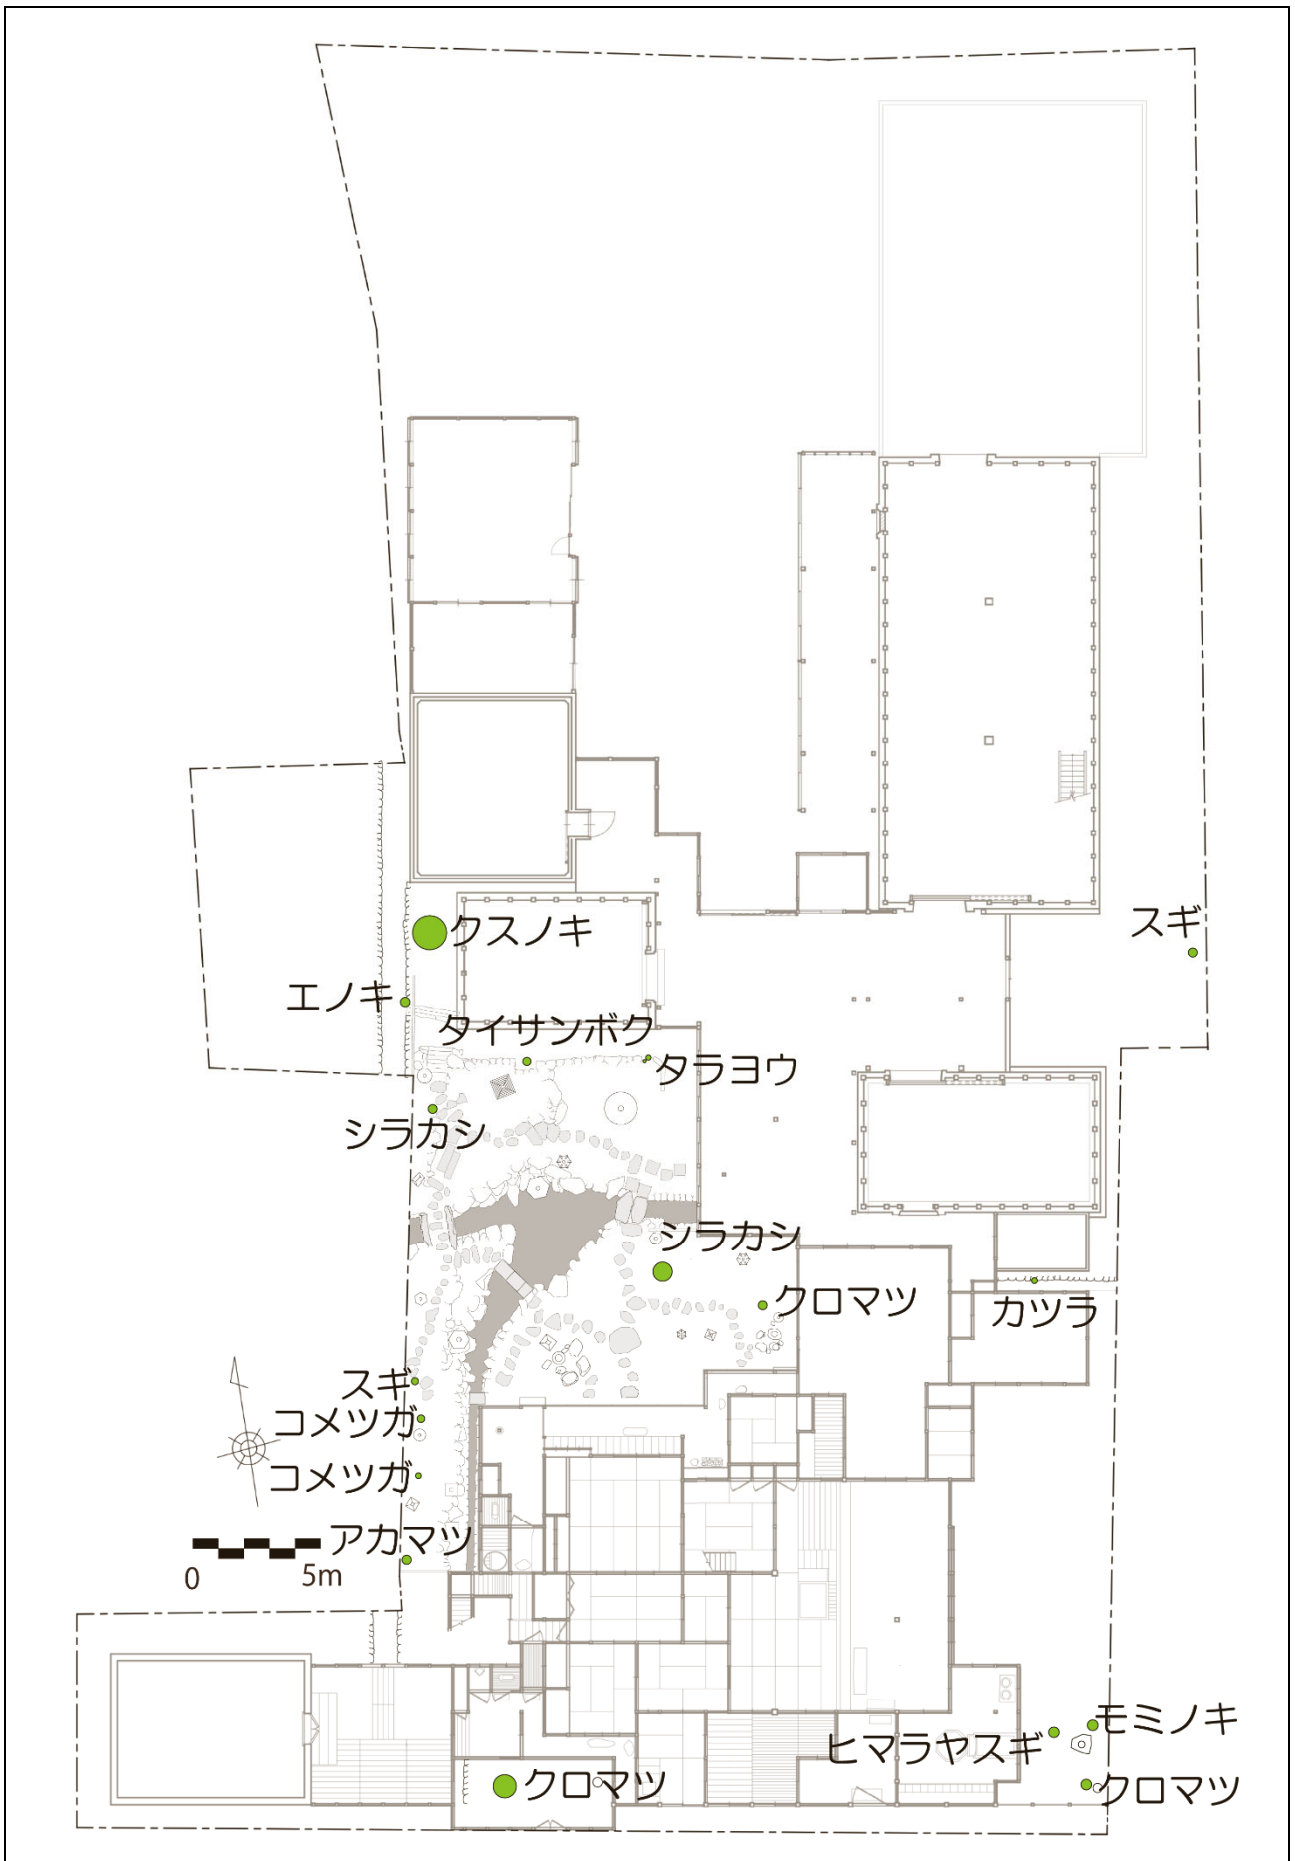 クスノキ
スギ
エノキ
タイサンボク
タラヨウ
シラカシ
シラカシ
クロマツ
カツラ
スギ
コメツガ
コメツガ
アカマツ
0 5m
モミノキ
ヒマラヤスギ
クロマツ
クロマツ